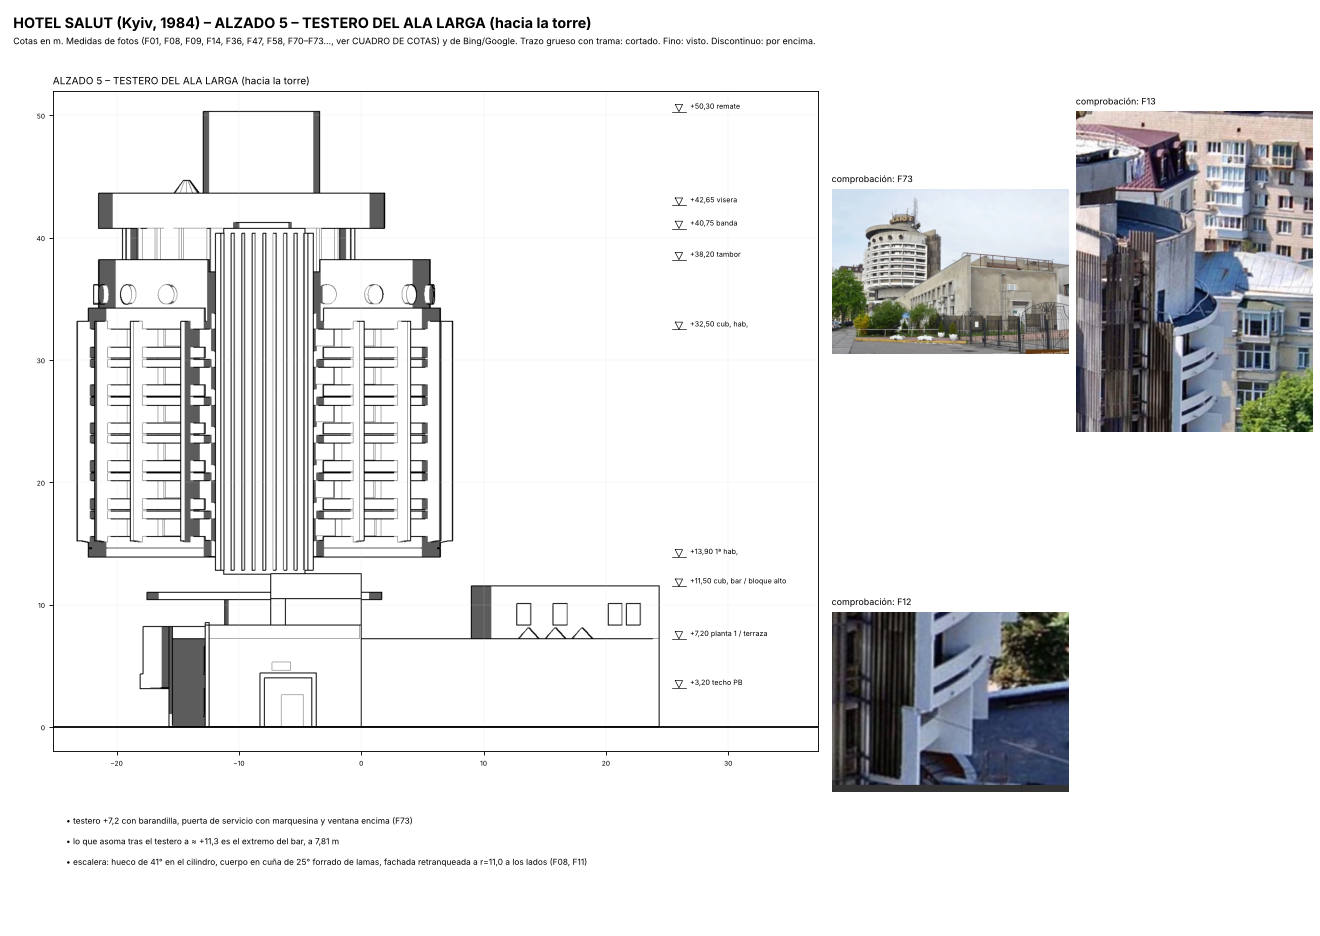 HOTEL SALUT (Kyiv, 1984) – ALZADO 5 – TESTERO DEL ALA LARGA (hacia la torre)
Cotas en m. Medidas de fotos (F01, F08, F09, F14, F36, F47, F58, F70–F73..., ver CUADRO DE COTAS) y de Bing/Google. Trazo grueso con trama: cortado. Fino: visto. Discontinuo: por encima.
ALZADO 5 – TESTERO DEL ALA LARGA (hacia la torre)
comprobación: F13
+50,30 remate
50
comprobación: F73
+42,65 visera
+40,75 banda
40
+38,20 tambor
+32,50 cub, hab,
30
20
+13,90 1ª hab,
+11,50 cub, bar / bloque alto
comprobación: F12
10
+7,20 planta 1 / terraza
+3,20 techo PB
0
−20 −10 0 10 20 30
• testero +7,2 con barandilla, puerta de servicio con marquesina y ventana encima (F73)
• lo que asoma tras el testero a ≈ +11,3 es el extremo del bar, a 7,81 m
• escalera: hueco de 41° en el cilindro, cuerpo en cuña de 25° forrado de lamas, fachada retranqueada a r=11,0 a los lados (F08, F11)